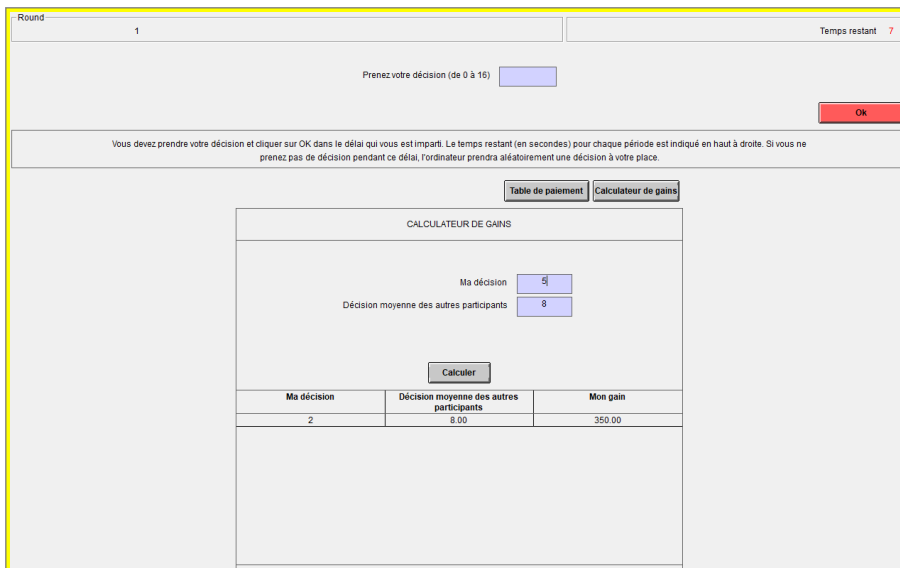 Round
1
Temps restant 7
Prenez votre décision (de 0 à 16)
Ok
Vous devez prendre votre décision et cliquer sur OK dans le délai qui vous est imparti. Le temps restant (en secondes) pour chaque période est indiqué en haut à droite. Si vous ne
prenez pas de décision pendant ce délai, l'ordinateur prendra aléatoirement une décision à votre place.
Table de paiement Calculateur de gains
CALCULATEUR DE GAINS
Ma décision 5
Décision moyenne des autres participants 8
Calculer
Ma décision Décision moyenne des autres participants Mon gain
2 8.00 350.00